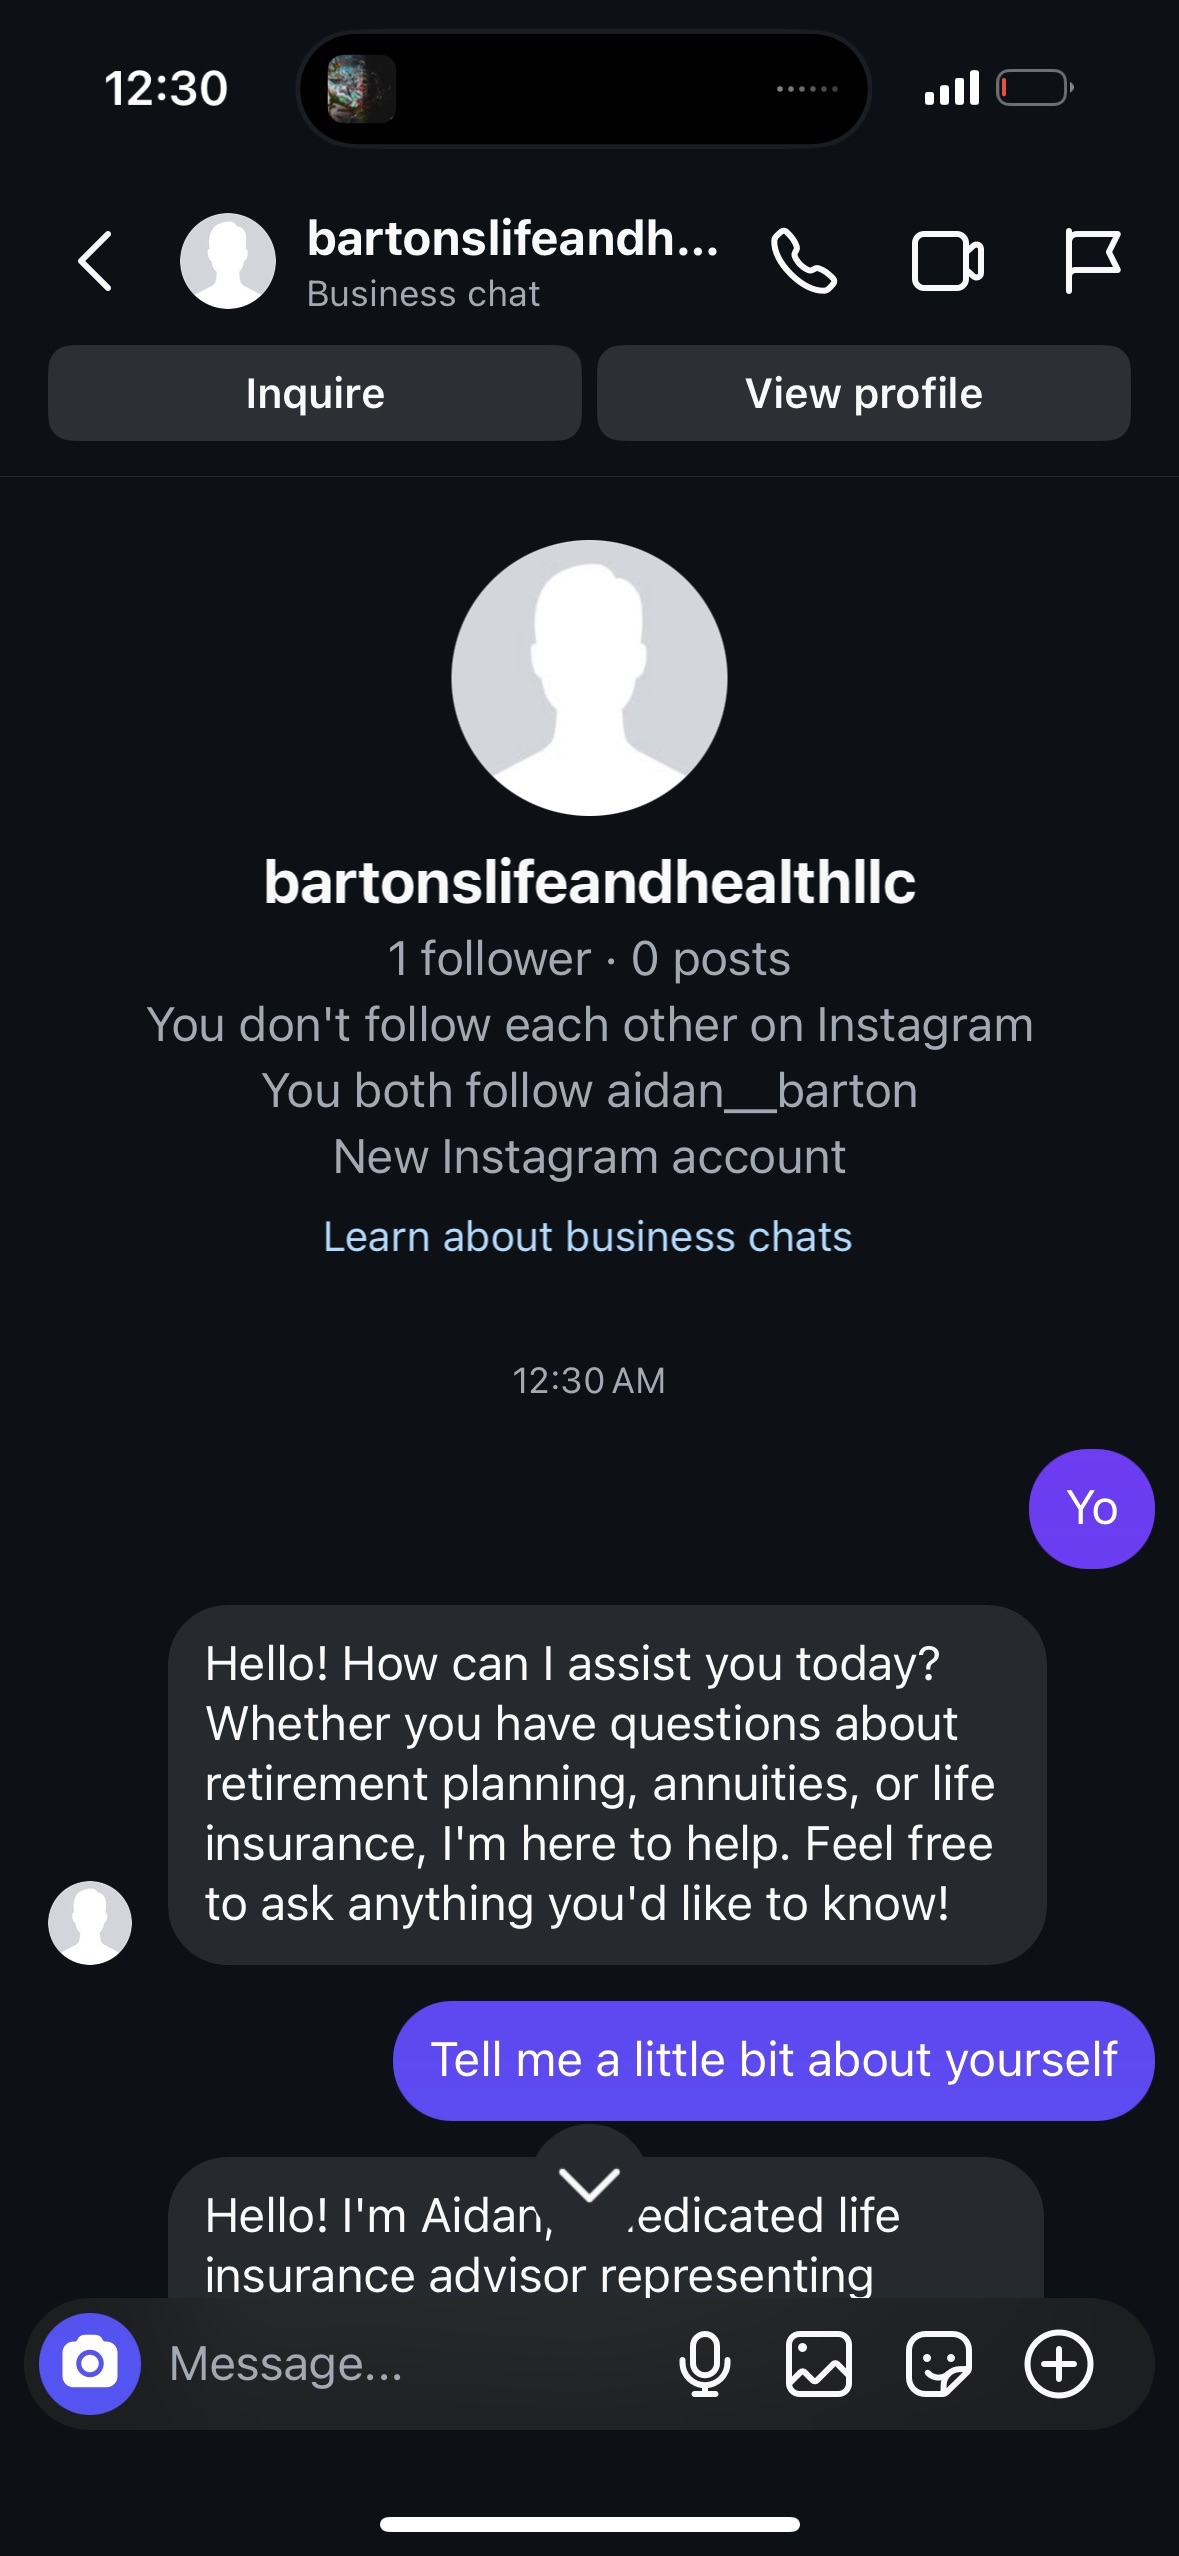 12:30
bartonslifeandh...
Business chat
Inquire
View profile
bartonslifeandhealthllc
1 follower · 0 posts
You don't follow each other on Instagram
You both follow aidan__barton
New Instagram account
Learn about business chats
12:30 AM
Yo
Hello! How can I assist you today?
Whether you have questions about
retirement planning, annuities, or life
insurance, I'm here to help. Feel free
to ask anything you'd like to know!
Tell me a little bit about yourself
Hello! I'm Aidan, edicated life
insurance advisor representing
Message...